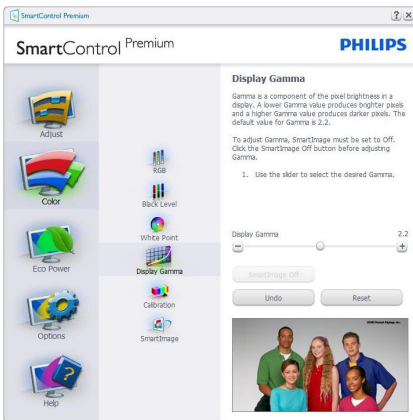 SmartControl Premium
SmartControl Premium
PHILIPS
Adjust
Color
Eco Power
Options
Help
RGB
Black Level
White Point
Display Gamma
Calibration
SmartImage
Display Gamma
Gamma is a component of the pixel brightness in a
display. A lower Gamma value produces brighter pixels
and a higher Gamma value produces darker pixels. The
default value for Gamma is 2.2.
To adjust Gamma, SmartImage must be set to Off.
Click the SmartImage Off button before adjusting
Gamma.
1. Use the slider to select the desired Gamma.
Display Gamma 2.2
SmartImage Off
Undo Reset